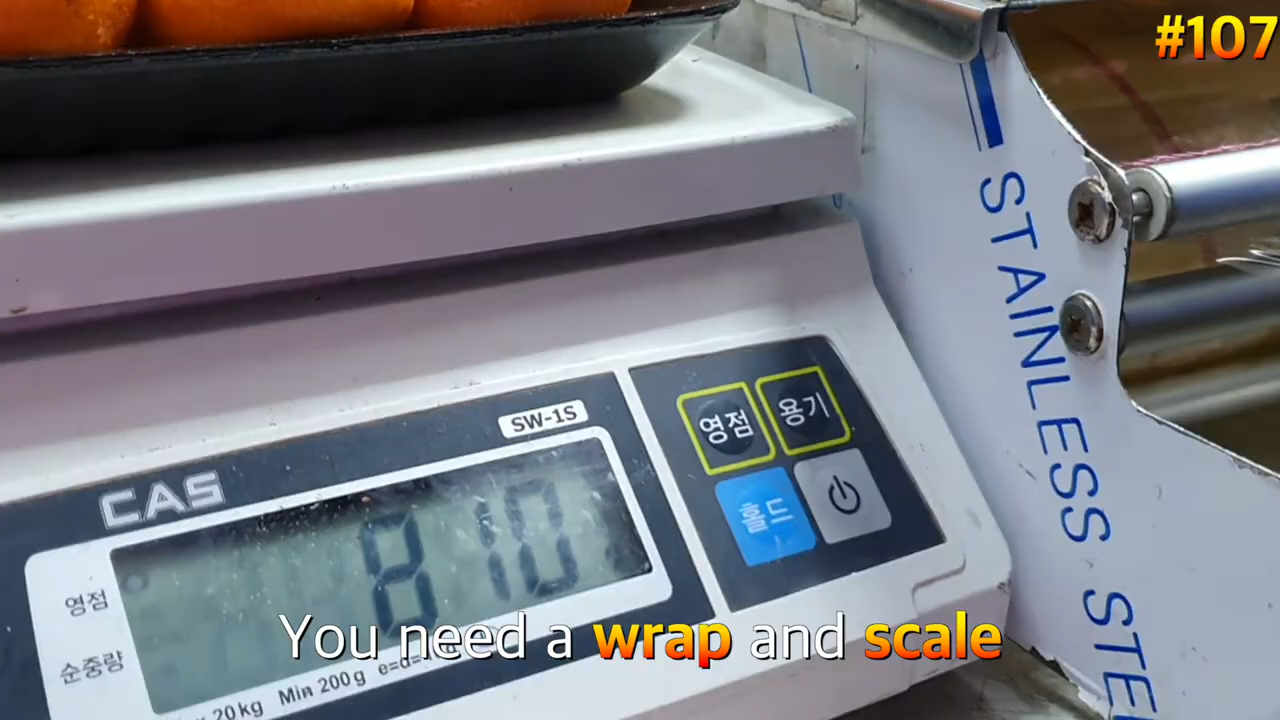 #107
STAINLESS STE
SW-1S
영점
용기
홀드
CAS
810
영점
순중량
20kg Min 200g e=d=
You need a wrap and scale